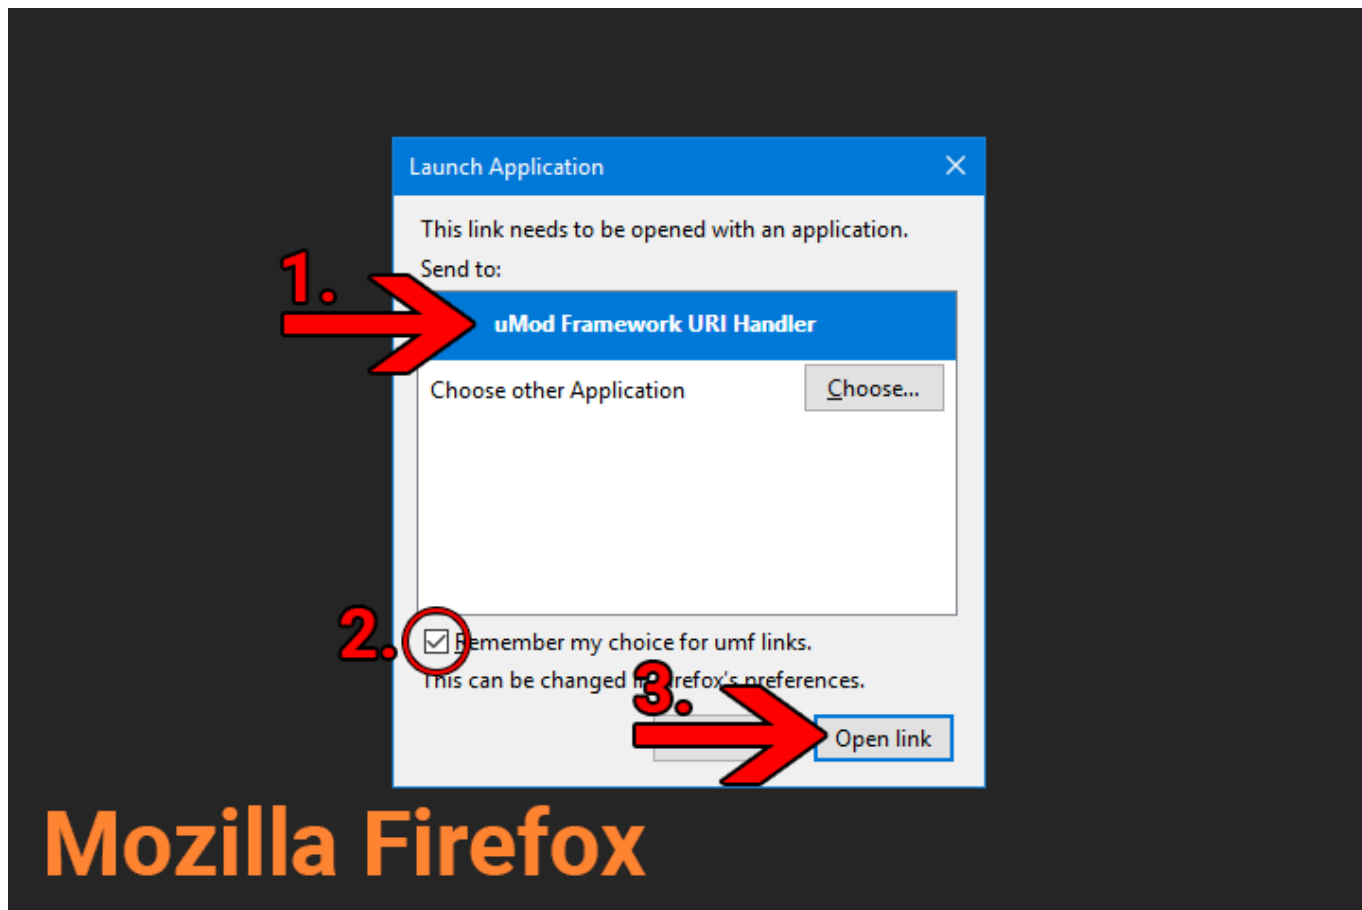 Launch Application
This link needs to be opened with an application.
Send to:
1.
uMod Framework URI Handler
Choose other Application
Choose...
2.
Remember my choice for umf links.
This can be changed in Firefox's preferences.
3.
Open link
Mozilla Firefox